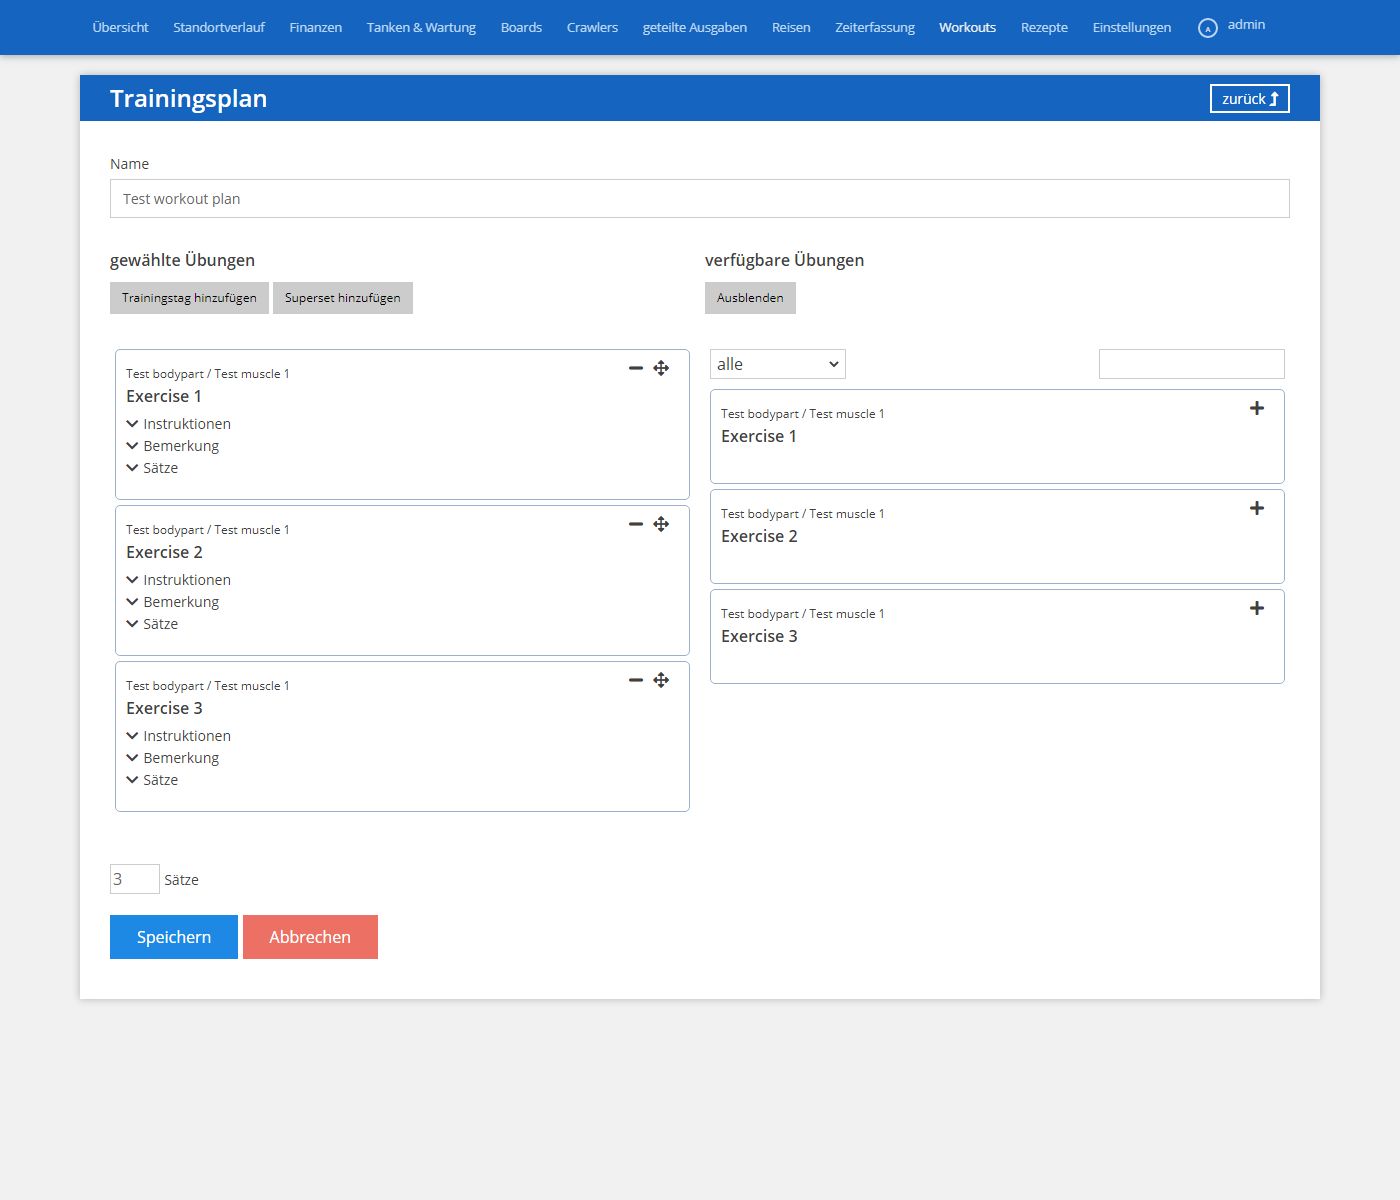 Übersicht Standortverlauf Finanzen Tanken & Wartung Boards Crawlers geteilte Ausgaben Reisen Zeiterfassung Workouts Rezepte Einstellungen A admin
Trainingsplan zurück
Name
Test workout plan
gewählte Übungen
Trainingstag hinzufügen Superset hinzufügen
Test bodypart / Test muscle 1
Exercise 1
Instruktionen
Bemerkung
Sätze
Test bodypart / Test muscle 1
Exercise 2
Instruktionen
Bemerkung
Sätze
Test bodypart / Test muscle 1
Exercise 3
Instruktionen
Bemerkung
Sätze
verfügbare Übungen
Ausblenden
alle
Test bodypart / Test muscle 1
Exercise 1
Test bodypart / Test muscle 1
Exercise 2
Test bodypart / Test muscle 1
Exercise 3
3 Sätze
Speichern Abbrechen